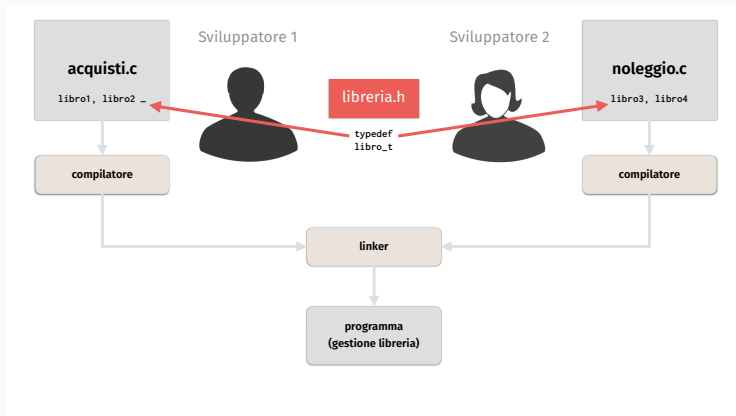 Sviluppatore 1
Sviluppatore 2
acquisti.c
libro1, libro2 …
libreria.h
noleggio.c
libro3, libro4
typedef
libro_t
compilatore
compilatore
linker
programma
(gestione libreria)